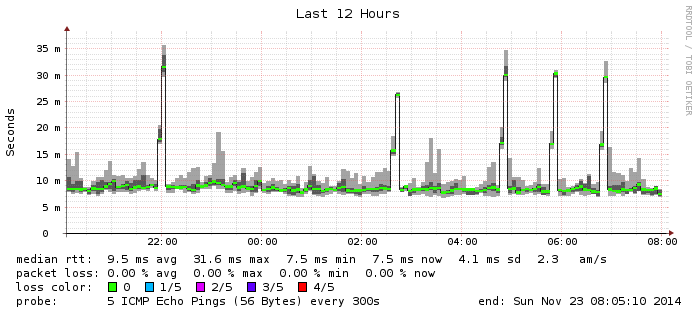 Last 12 Hours
RRDTOOL / TOBI OETIKER
Seconds
35 m
30 m
25 m
20 m
15 m
10 m
5 m
0
22:00 00:00 02:00 04:00 06:00 08:00
median rtt: 9.5 ms avg 31.6 ms max 7.5 ms min 7.5 ms now 4.1 ms sd 2.3 am/s
packet loss: 0.00 % avg 0.00 % max 0.00 % min 0.00 % now
loss color: 0 1/5 2/5 3/5 4/5
probe: 5 ICMP Echo Pings (56 Bytes) every 300s end: Sun Nov 23 08:05:10 2014